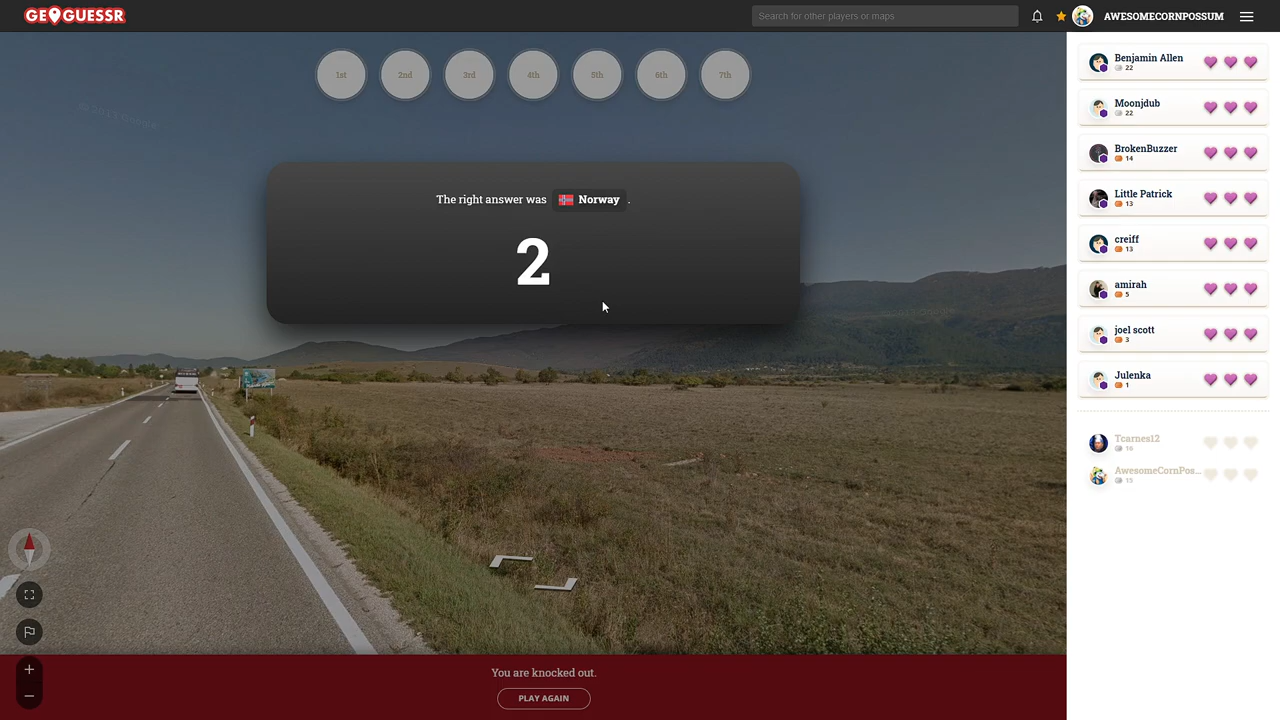 GEOGUESSR
Search for other players or maps
AWESOMECORNPOSSUM
1st
2nd
3rd
4th
5th
6th
7th
The right answer was Norway .
2
You are knocked out.
PLAY AGAIN
Benjamin Allen
22
Moonjdub
22
BrokenBuzzer
14
Little Patrick
13
creiff
13
amirah
5
joel scott
3
Julenka
1
Tcarnes12
16
AwesomeCornPos...
15